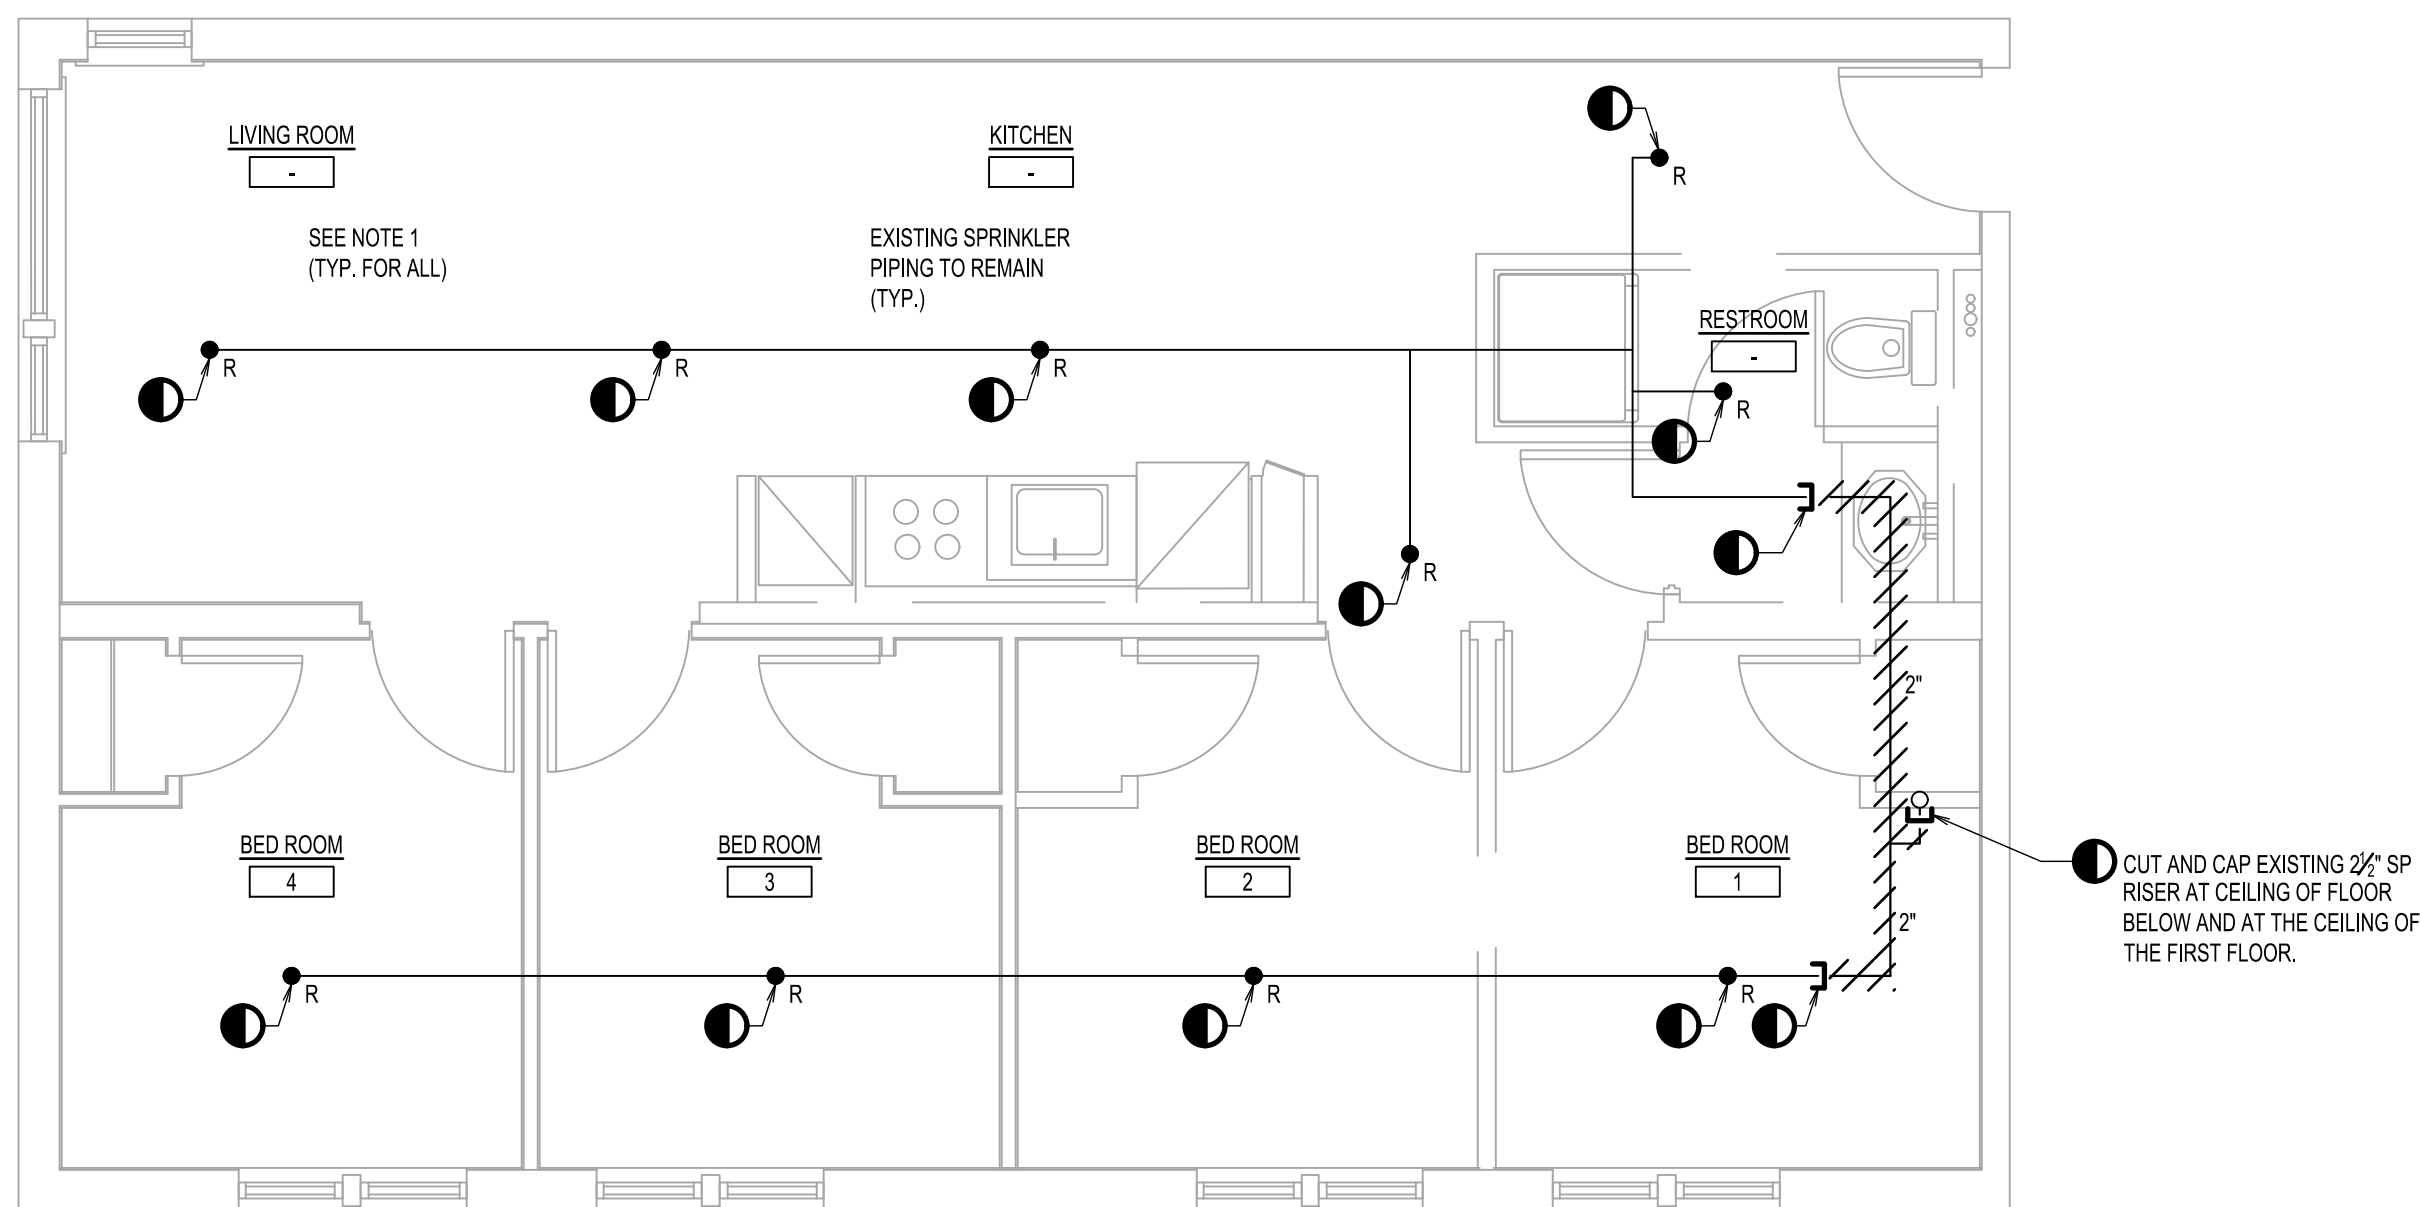 LIVING ROOM
-
KITCHEN
-
R
SEE NOTE 1
(TYP. FOR ALL)
EXISTING SPRINKLER
PIPING TO REMAIN
(TYP.)
RESTROOM
-
R
R
R
R
R
2"
BED ROOM
4
BED ROOM
3
BED ROOM
2
BED ROOM
1
CUT AND CAP EXISTING 2½" SP
RISER AT CEILING OF FLOOR
BELOW AND AT THE CEILING OF
THE FIRST FLOOR.
2"
R
R
R
R